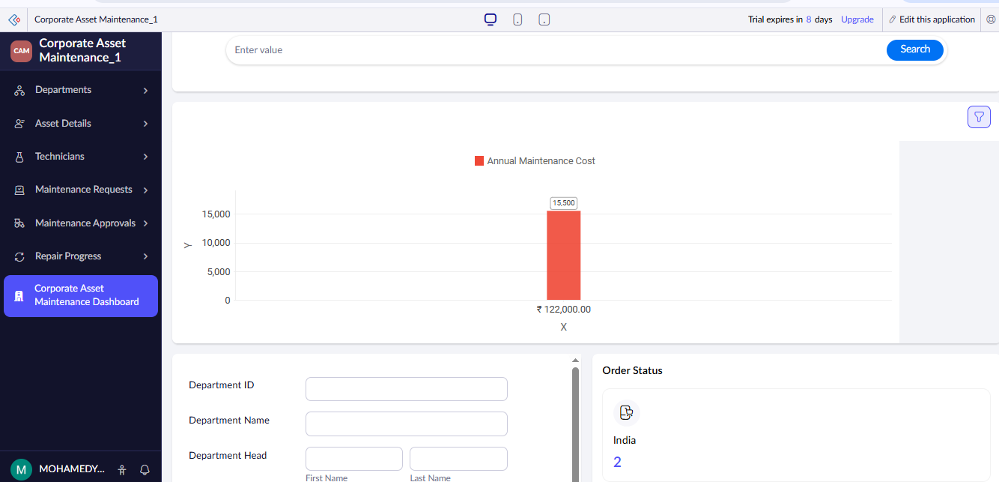 Corporate Asset Maintenance_1
Trial expires in 8 days Upgrade
Edit this application
CAM
Corporate Asset
Maintenance_1
Departments
Asset Details
Technicians
Maintenance Requests
Maintenance Approvals
Repair Progress
Corporate Asset
Maintenance Dashboard
M MOHAMEDY...
Enter value
Search
Annual Maintenance Cost
15,500
15,000
10,000
5,000
0
Y
₹ 122,000.00
X
Department ID
Department Name
Department Head
First Name
Last Name
Order Status
India
2